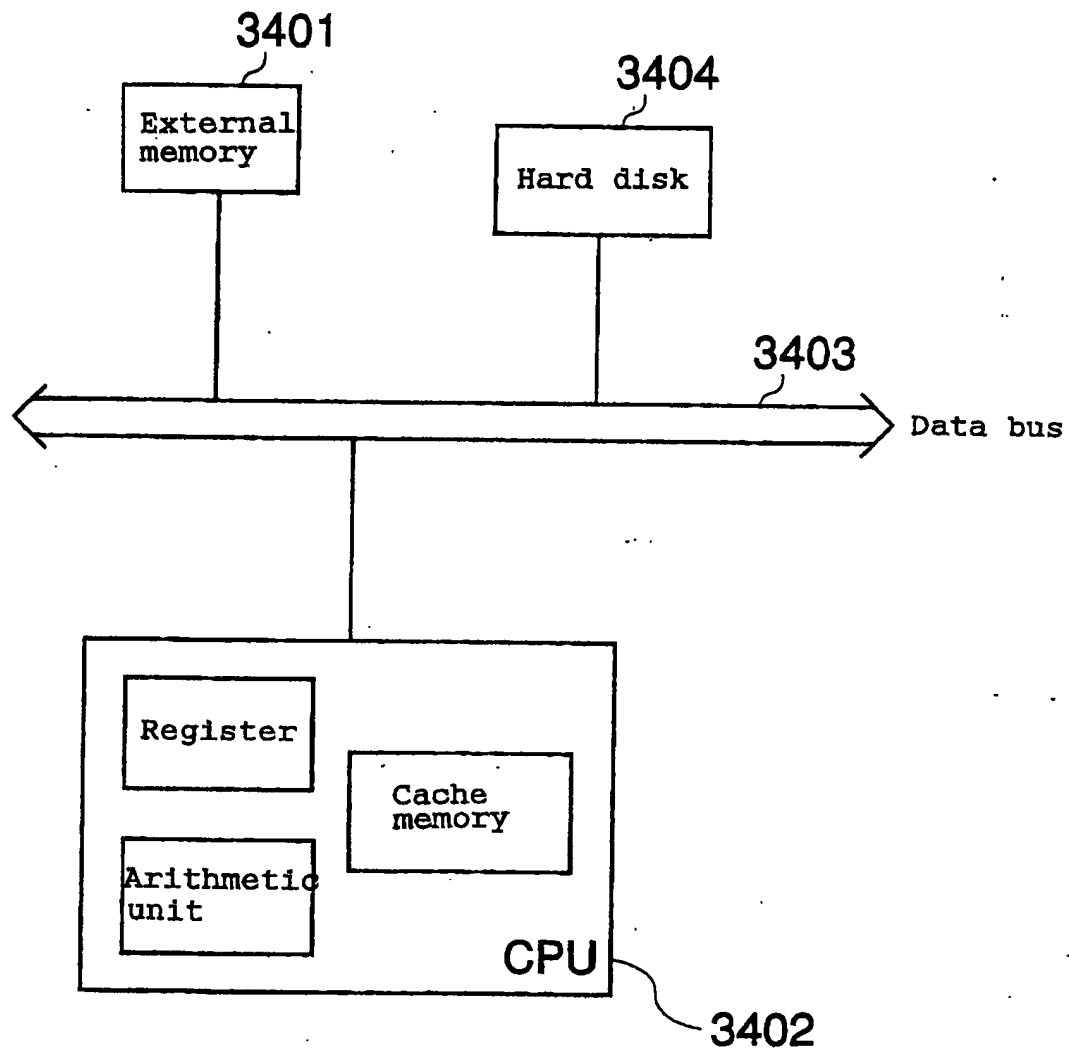 3401
External
memory
3404
Hard disk
3403
Data bus
Register
Cache
memory
Arithmetic
unit
CPU
3402